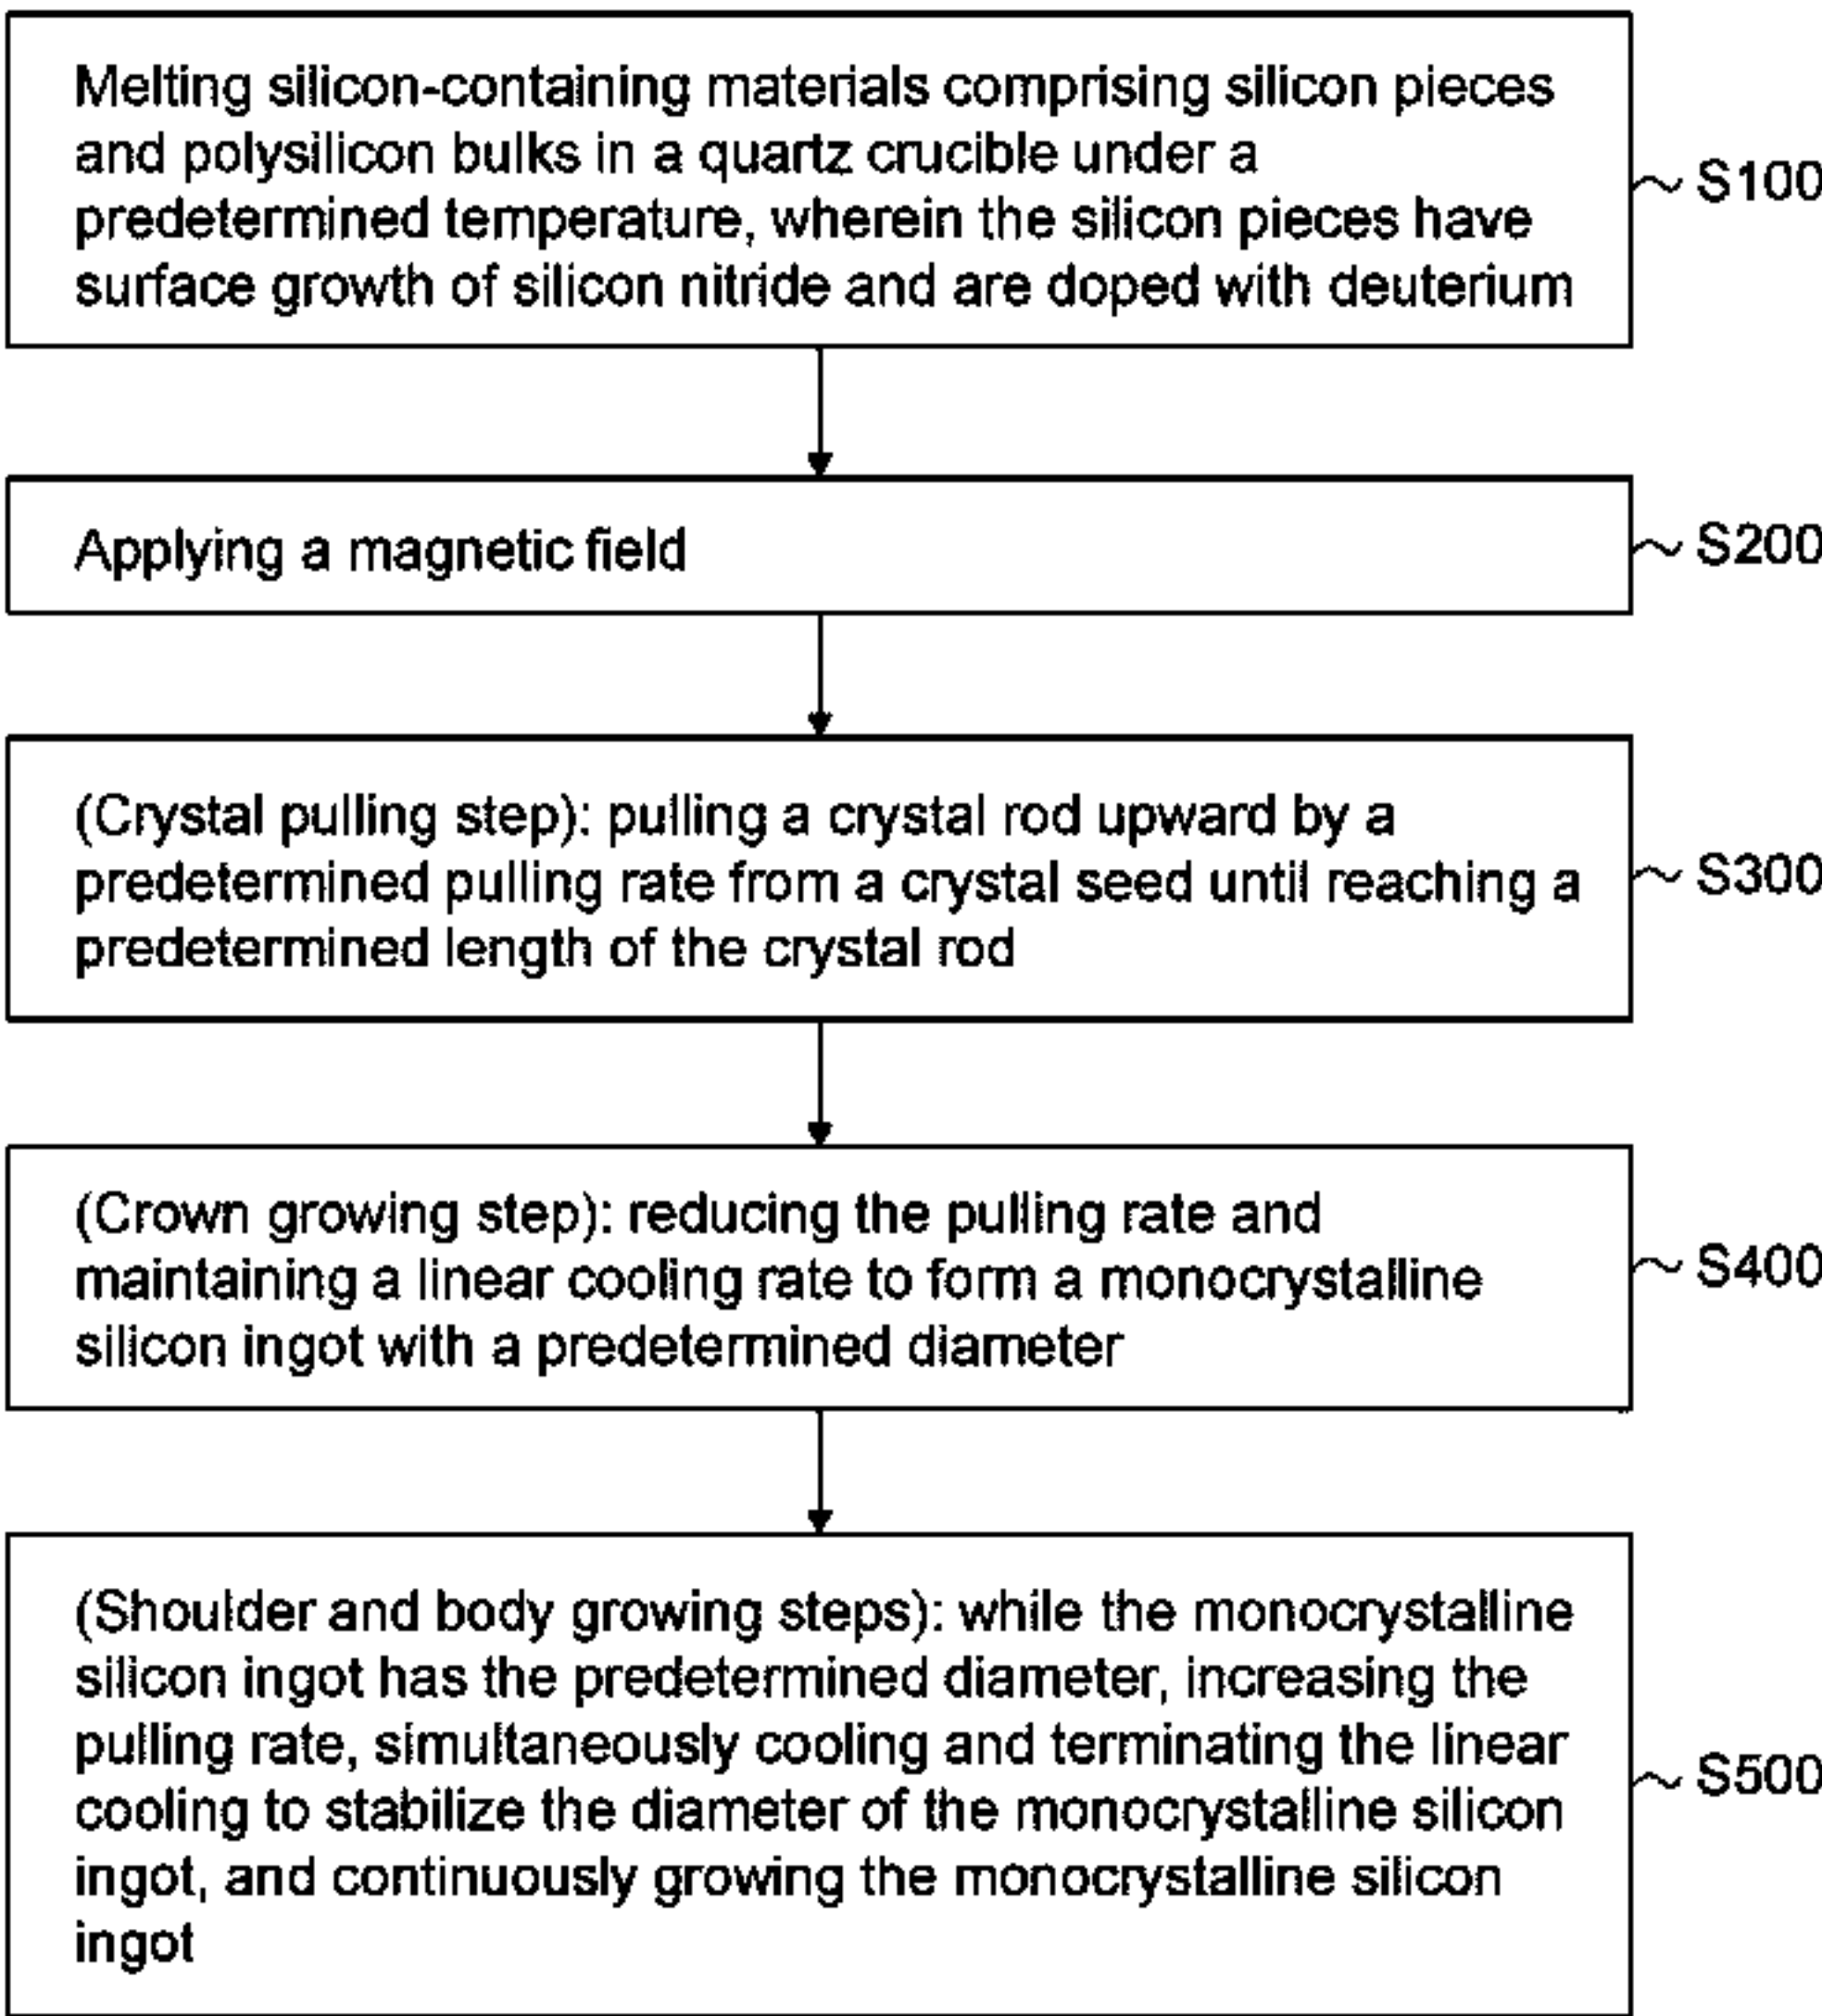 Melting silicon-containing materials comprising silicon pieces
and polysilicon bulks in a quartz crucible under a
predetermined temperature, wherein the silicon pieces have
surface growth of silicon nitride and are doped with deuterium
S100
Applying a magnetic field
S200
(Crystal pulling step): pulling a crystal rod upward by a
predetermined pulling rate from a crystal seed until reaching a
predetermined length of the crystal rod
S300
(Crown growing step): reducing the pulling rate and
maintaining a linear cooling rate to form a monocrystalline
silicon ingot with a predetermined diameter
S400
(Shoulder and body growing steps): while the monocrystalline
silicon ingot has the predetermined diameter, increasing the
pulling rate, simultaneously cooling and terminating the linear
cooling to stabilize the diameter of the monocrystalline silicon
ingot, and continuously growing the monocrystalline silicon
ingot
S500